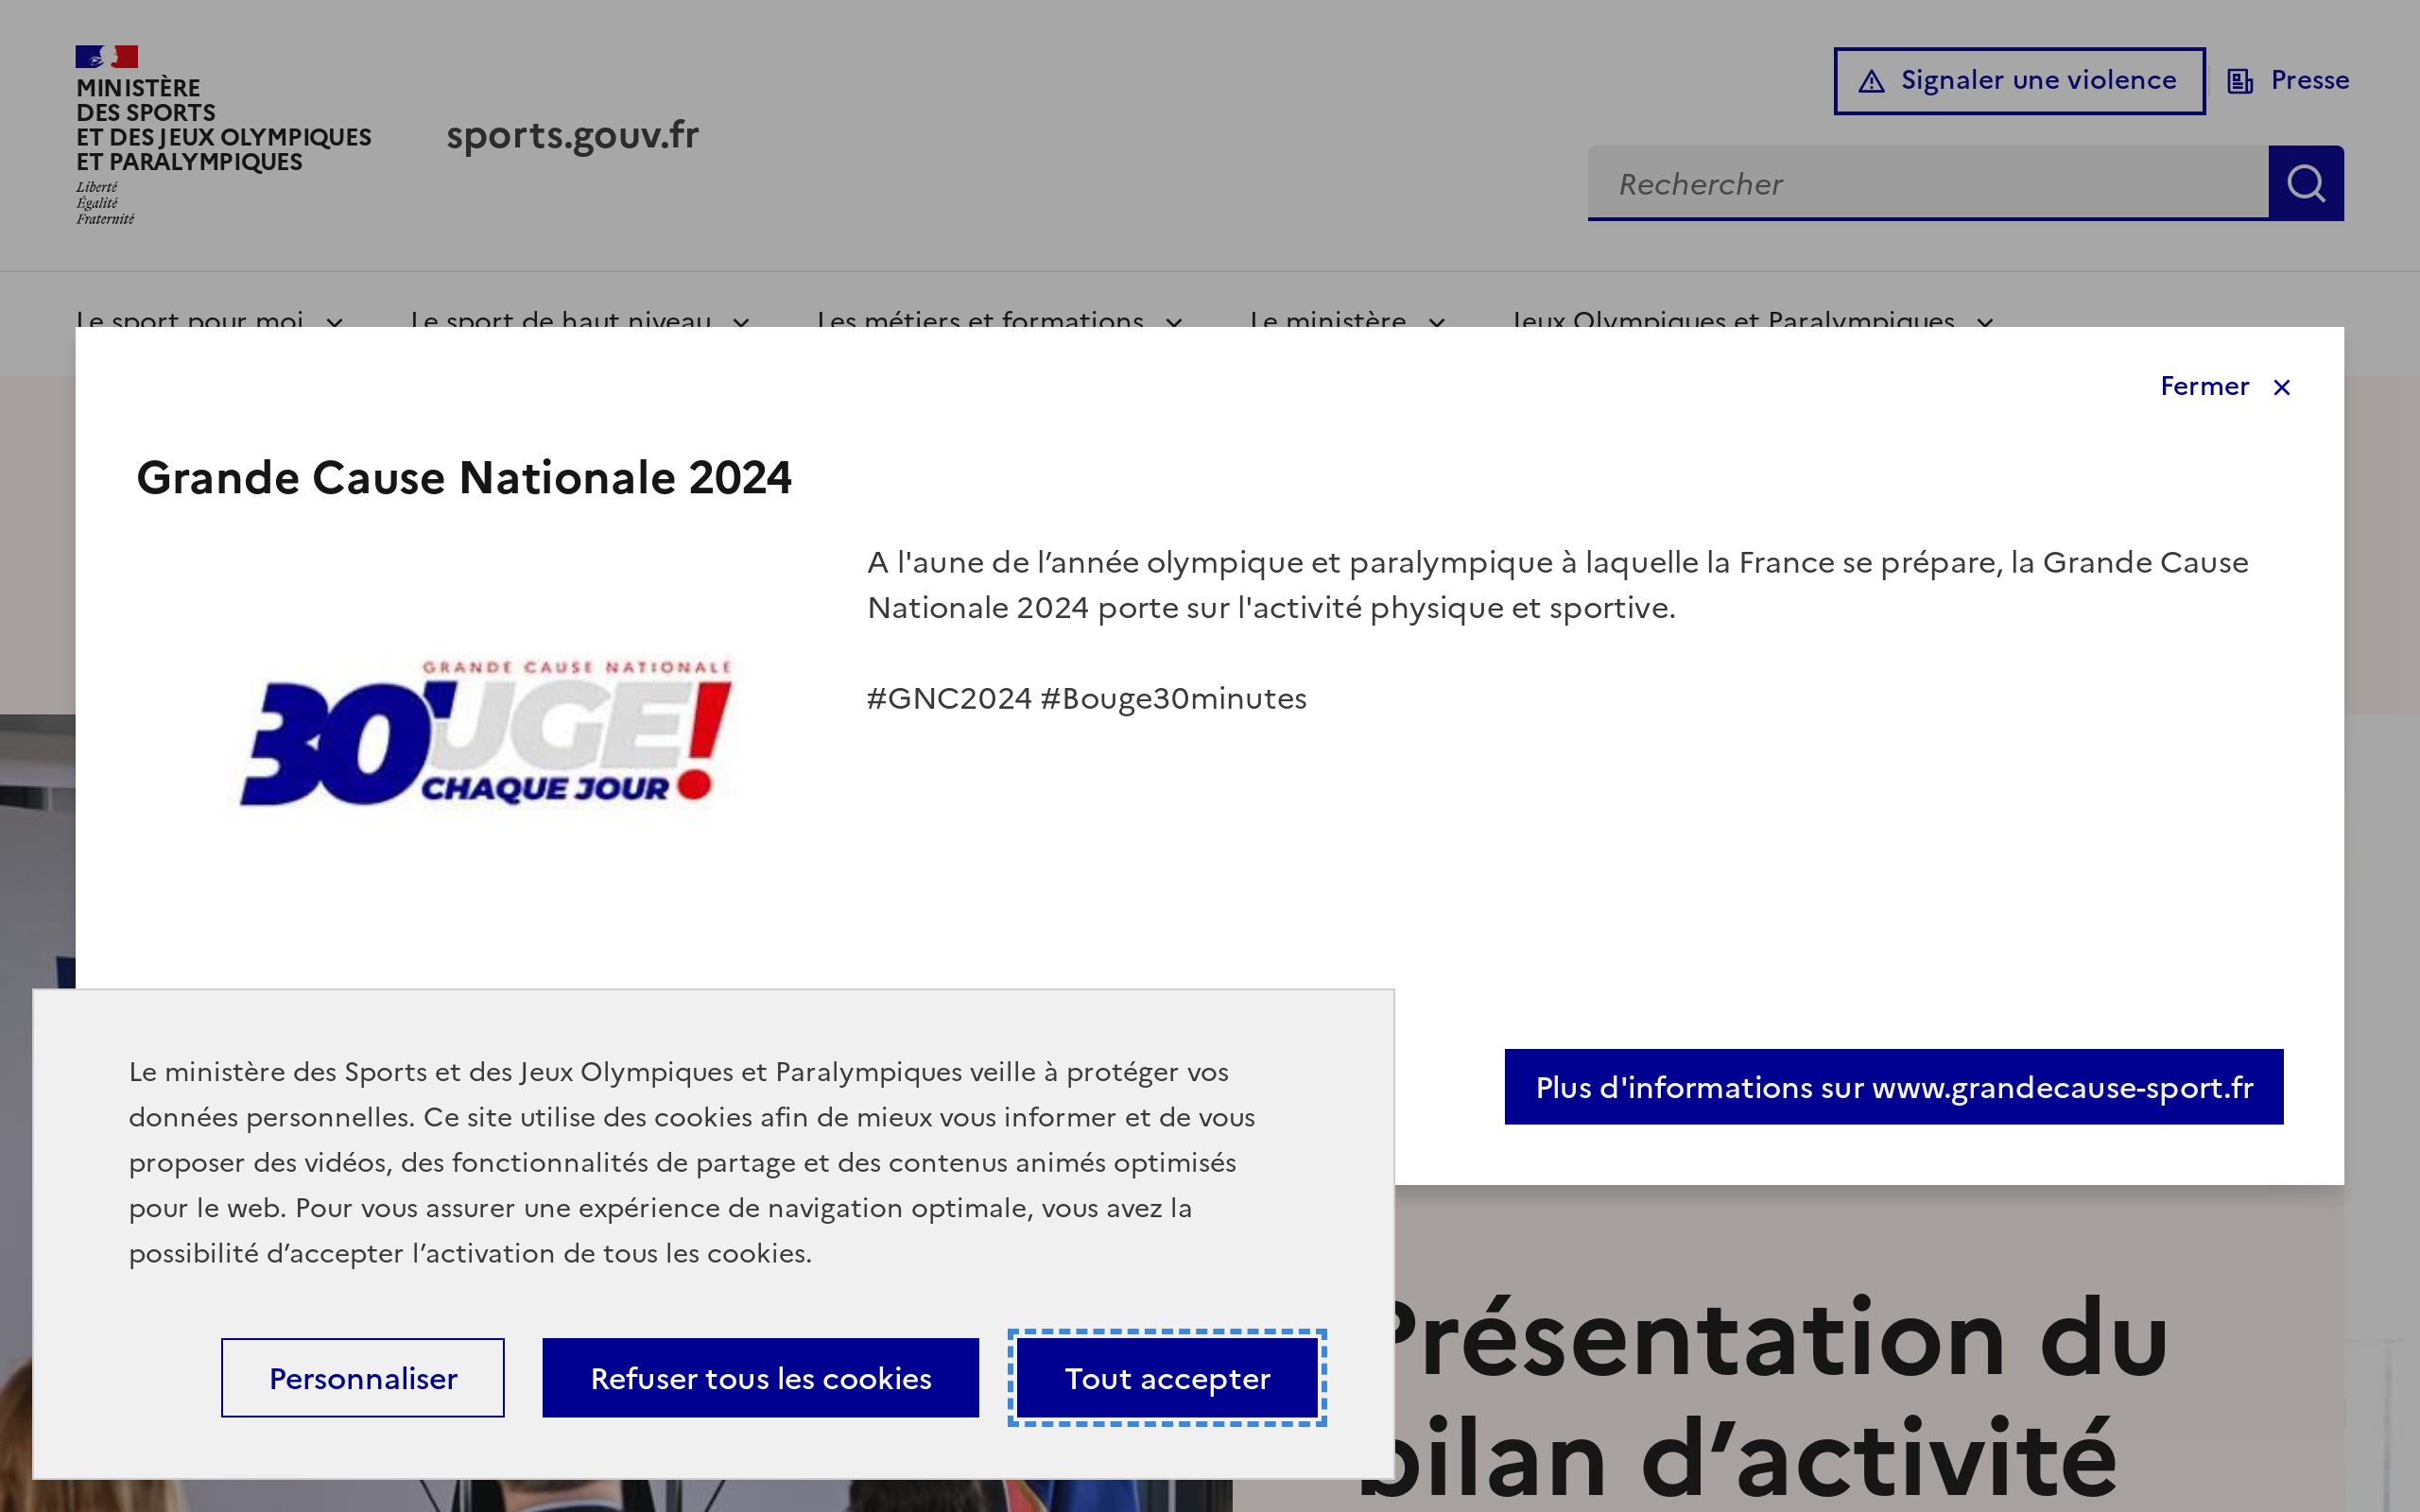 MINISTÈRE
DES SPORTS
ET DES JEUX OLYMPIQUES
ET PARALYMPIQUES
Liberté
Égalité
Fraternité
sports.gouv.fr
Signaler une violence
Presse
Rechercher
Le sport pour moi
Le sport de haut niveau
Les métiers et formations
Le ministère
Jeux Olympiques et Paralympiques
Fermer
Grande Cause Nationale 2024
A l'aune de l’année olympique et paralympique à laquelle la France se prépare, la Grande Cause
Nationale 2024 porte sur l'activité physique et sportive.
#GNC2024 #Bouge30minutes
GRANDE CAUSE NATIONALE
30'UGE!
CHAQUE JOUR
Plus d'informations sur www.grandecause-sport.fr
Le ministère des Sports et des Jeux Olympiques et Paralympiques veille à protéger vos
données personnelles. Ce site utilise des cookies afin de mieux vous informer et de vous
proposer des vidéos, des fonctionnalités de partage et des contenus animés optimisés
pour le web. Pour vous assurer une expérience de navigation optimale, vous avez la
possibilité d’accepter l’activation de tous les cookies.
Personnaliser
Refuser tous les cookies
Tout accepter
Présentation du
bilan d’activité